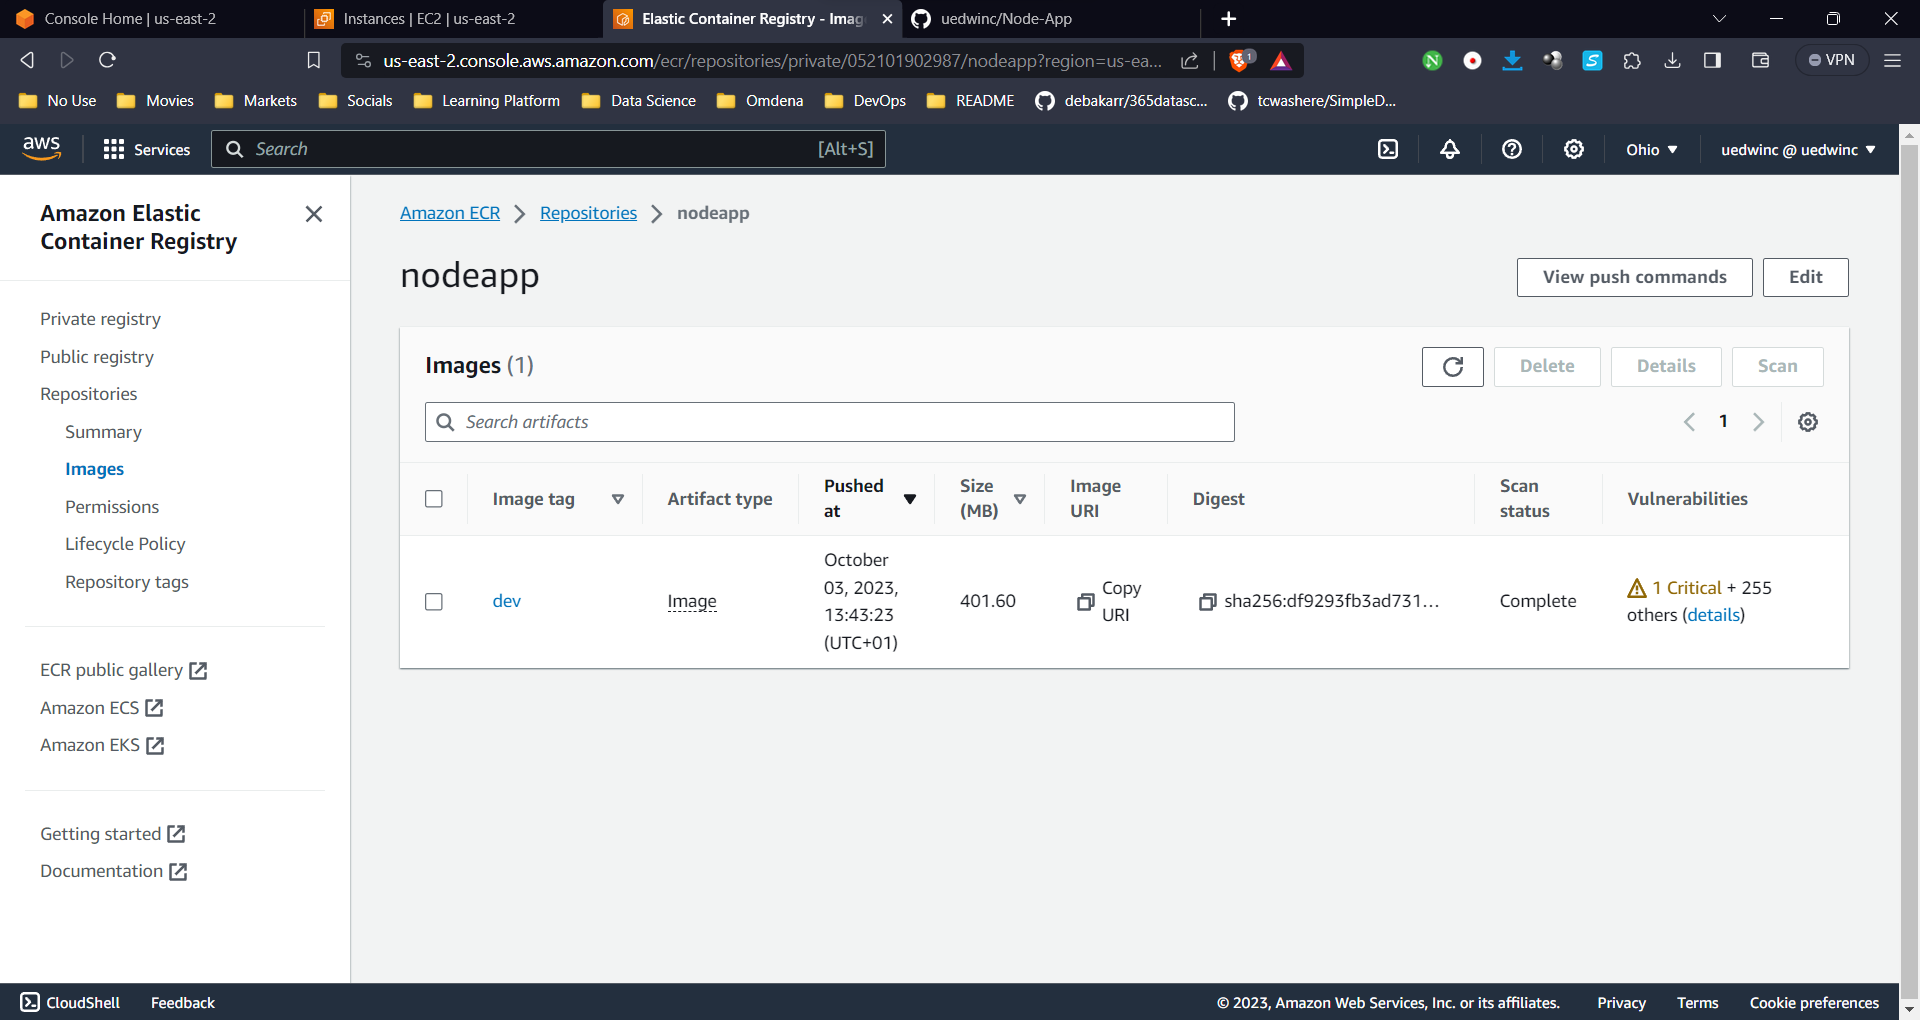 Console Home | us-east-2
Instances | EC2 | us-east-2
Elastic Container Registry - Imag
uedwinc/Node-App
us-east-2.console.aws.amazon.com/ecr/repositories/private/052101902987/nodeapp?region=us-ea...
1
VPN
No Use
Movies
Markets
Socials
Learning Platform
Data Science
Omdena
DevOps
README
debakarr/365datasc...
tcwashere/SimpleD...
aws
Services
Search
[Alt+S]
Ohio
uedwinc @ uedwinc
Amazon Elastic
Container Registry
Private registry
Public registry
Repositories
Summary
Images
Permissions
Lifecycle Policy
Repository tags
ECR public gallery
Amazon ECS
Amazon EKS
Getting started
Documentation
Amazon ECR
Repositories
nodeapp
nodeapp
View push commands
Edit
Images (1)
Delete
Details
Scan
Search artifacts
1
Image tag
Artifact type
Pushed
at
Size
(MB)
Image
URI
Digest
Scan
status
Vulnerabilities
dev
Image
October
03, 2023,
13:43:23
(UTC+01)
401.60
Copy
URI
sha256:df9293fb3ad731...
Complete
1 Critical + 255
others (details)
CloudShell
Feedback
© 2023, Amazon Web Services, Inc. or its affiliates.
Privacy
Terms
Cookie preferences